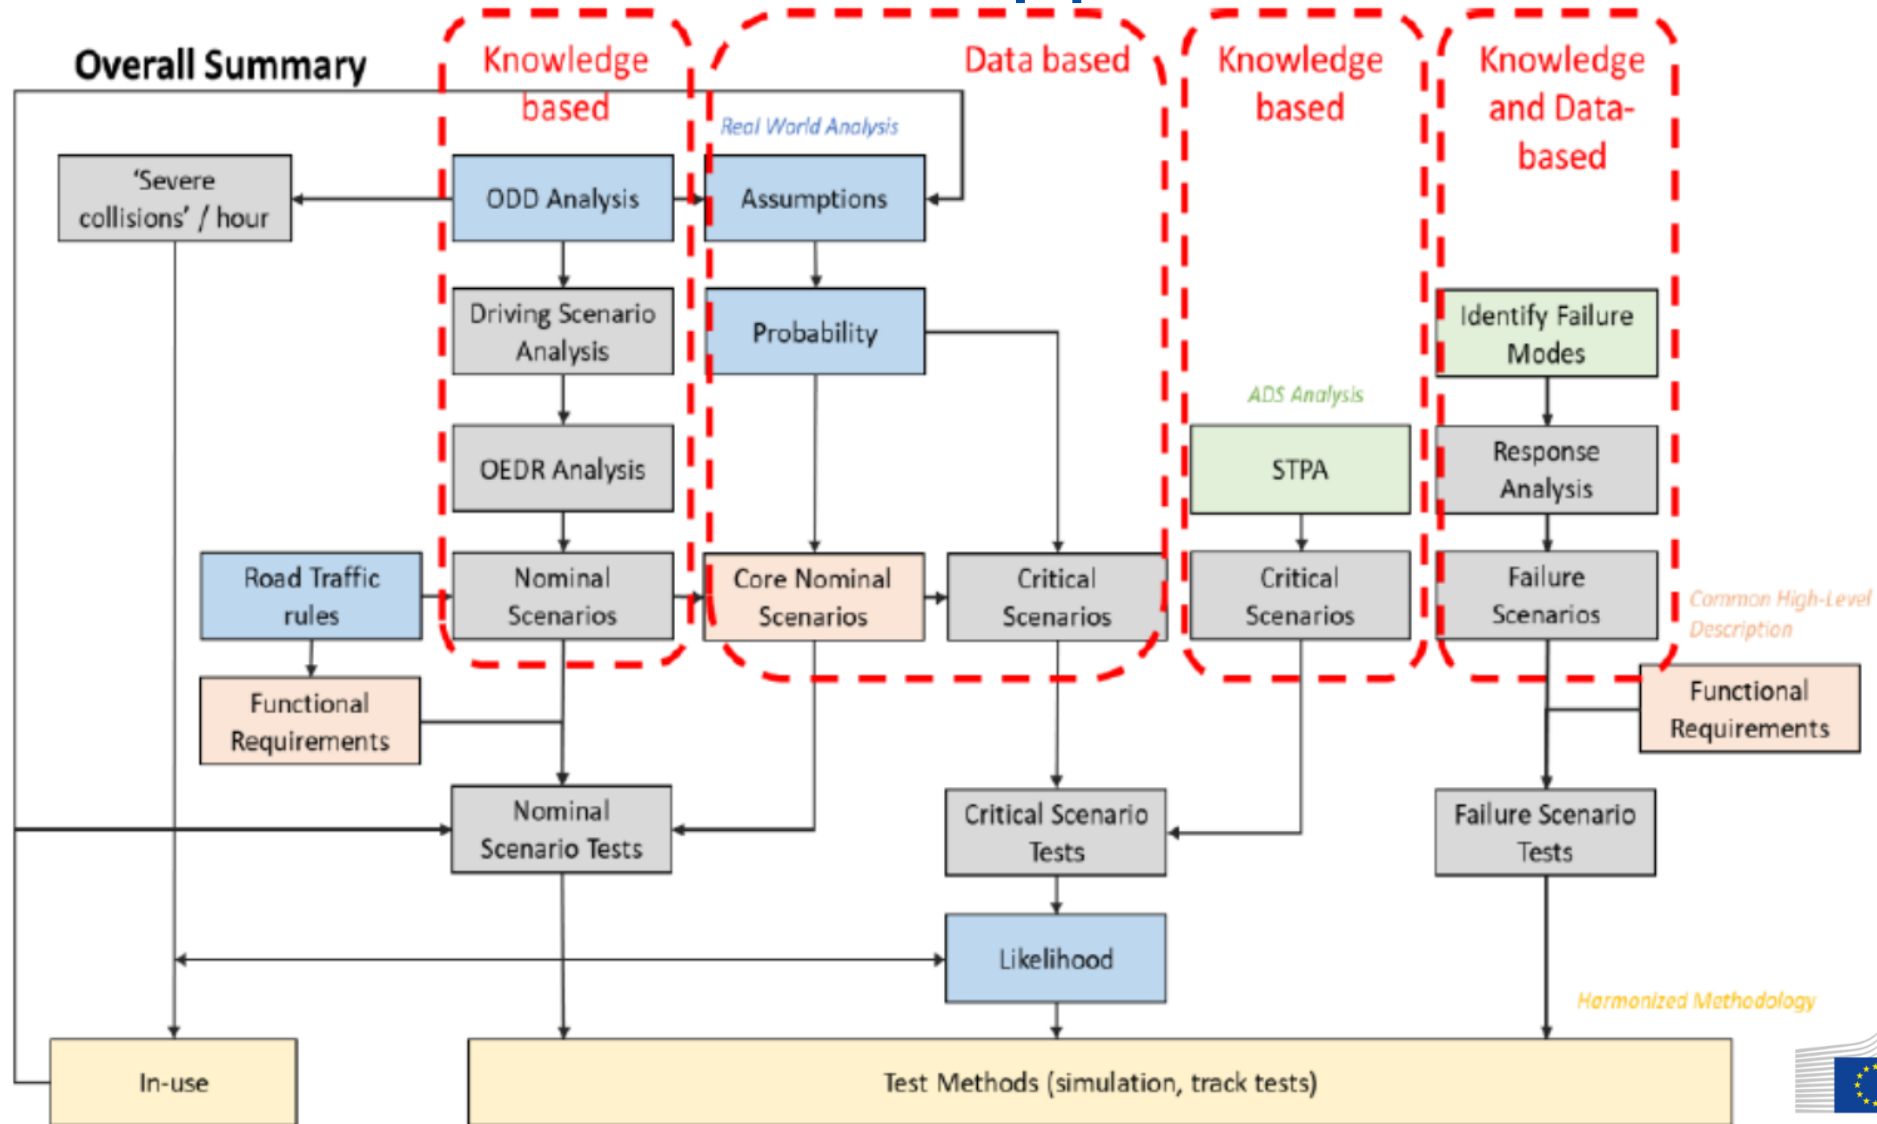 Overall Summary
Knowledge
based
Data based
Knowledge
based
Knowledge
and Data-
based
Real World Analysis
'Severe
collisions' / hour
ODD Analysis
Assumptions
Driving Scenario
Analysis
Probability
Identify Failure
Modes
ADS Analysis
OEDR Analysis
STPA
Response
Analysis
Road Traffic
rules
Nominal
Scenarios
Core Nominal
Scenarios
Critical
Scenarios
Critical
Scenarios
Failure
Scenarios
Common High-Level
Description
Functional
Requirements
Functional
Requirements
Nominal
Scenario Tests
Critical Scenario
Tests
Failure Scenario
Tests
Likelihood
Harmonized Methodology
In-use
Test Methods (simulation, track tests)